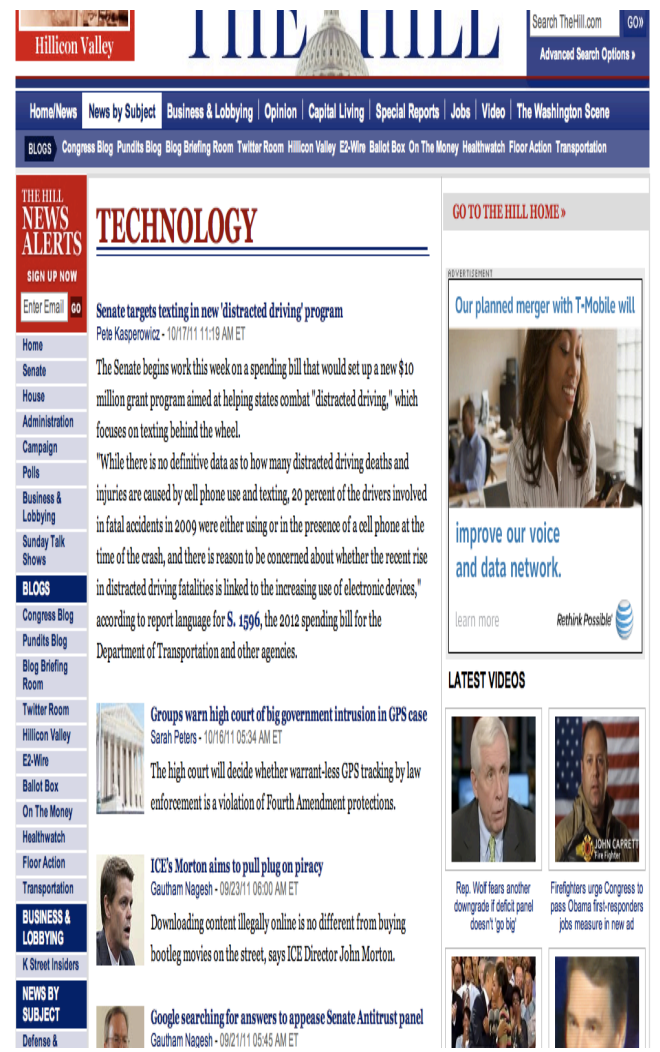 Hillicon Valley
THE HILL
Search TheHill.com
GO»
Advanced Search Options »
Home/News
News by Subject
Business & Lobbying
Opinion
Capital Living
Special Reports
Jobs
Video
The Washington Scene
BLOGS
Congress Blog
Pundits Blog
Blog Briefing Room
Twitter Room
Hillicon Valley
E2-Wire
Ballot Box
On The Money
Healthwatch
Floor Action
Transportation
THE HILL
NEWS
ALERTS
SIGN UP NOW
Enter Email
GO
Home
Senate
House
Administration
Campaign
Polls
Business &
Lobbying
Sunday Talk
Shows
BLOGS
Congress Blog
Pundits Blog
Blog Briefing
Room
Twitter Room
Hillicon Valley
E2-Wire
Ballot Box
On The Money
Healthwatch
Floor Action
Transportation
BUSINESS &
LOBBYING
K Street Insiders
NEWS BY
SUBJECT
Defense &
TECHNOLOGY
Senate targets texting in new 'distracted driving' program
Pete Kasperowicz - 10/17/11 11:19 AM ET
The Senate begins work this week on a spending bill that would set up a new $10
million grant program aimed at helping states combat "distracted driving," which
focuses on texting behind the wheel.
"While there is no definitive data as to how many distracted driving deaths and
injuries are caused by cell phone use and texting, 20 percent of the drivers involved
in fatal accidents in 2009 were either using or in the presence of a cell phone at the
time of the crash, and there is reason to be concerned about whether the recent rise
in distracted driving fatalities is linked to the increasing use of electronic devices,"
according to report language for S. 1596, the 2012 spending bill for the
Department of Transportation and other agencies.
Groups warn high court of big government intrusion in GPS case
Sarah Peters - 10/16/11 05:34 AM ET
The high court will decide whether warrant-less GPS tracking by law
enforcement is a violation of Fourth Amendment protections.
ICE's Morton aims to pull plug on piracy
Gautham Nagesh - 09/23/11 06:00 AM ET
Downloading content illegally online is no different from buying
bootleg movies on the street, says ICE Director John Morton.
Google searching for answers to appease Senate Antitrust panel
Gautham Nagesh - 09/21/11 05:45 AM ET
GO TO THE HILL HOME »
ADVERTISEMENT
Our planned merger with T-Mobile will
improve our voice
and data network.
learn more
Rethink Possible
LATEST VIDEOS
JOHN CAPRETT
Fire Fighter
Rep. Wolf fears another
downgrade if deficit panel
doesn't 'go big'
Firefighters urge Congress to
pass Obama first-responders
jobs measure in new ad